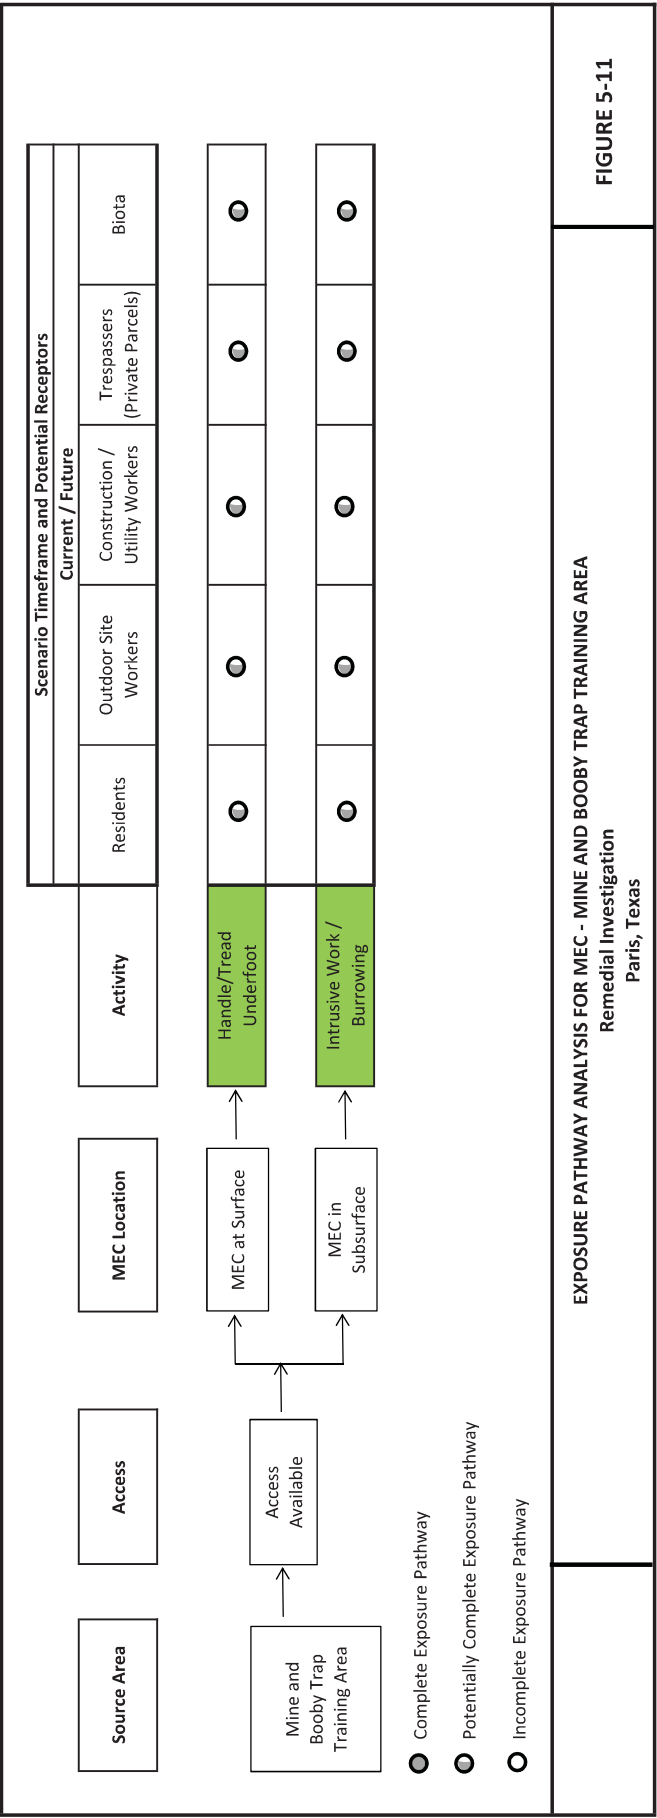 Scenario Timeframe and Potential Receptors
Current / Future
Source Area
Access
MEC Location
Activity
Residents
Outdoor Site
Workers
Construction /
Utility Workers
Trespassers
(Private Parcels)
Biota
Mine and
Booby Trap
Training Area
Access
Available
MEC at Surface
Handle/Tread
Underfoot
MEC in
Subsurface
Intrusive Work /
Burrowing
Complete Exposure Pathway
Potentially Complete Exposure Pathway
Incomplete Exposure Pathway
EXPOSURE PATHWAY ANALYSIS FOR MEC - MINE AND BOOBY TRAP TRAINING AREA
Remedial Investigation
Paris, Texas
FIGURE 5-11